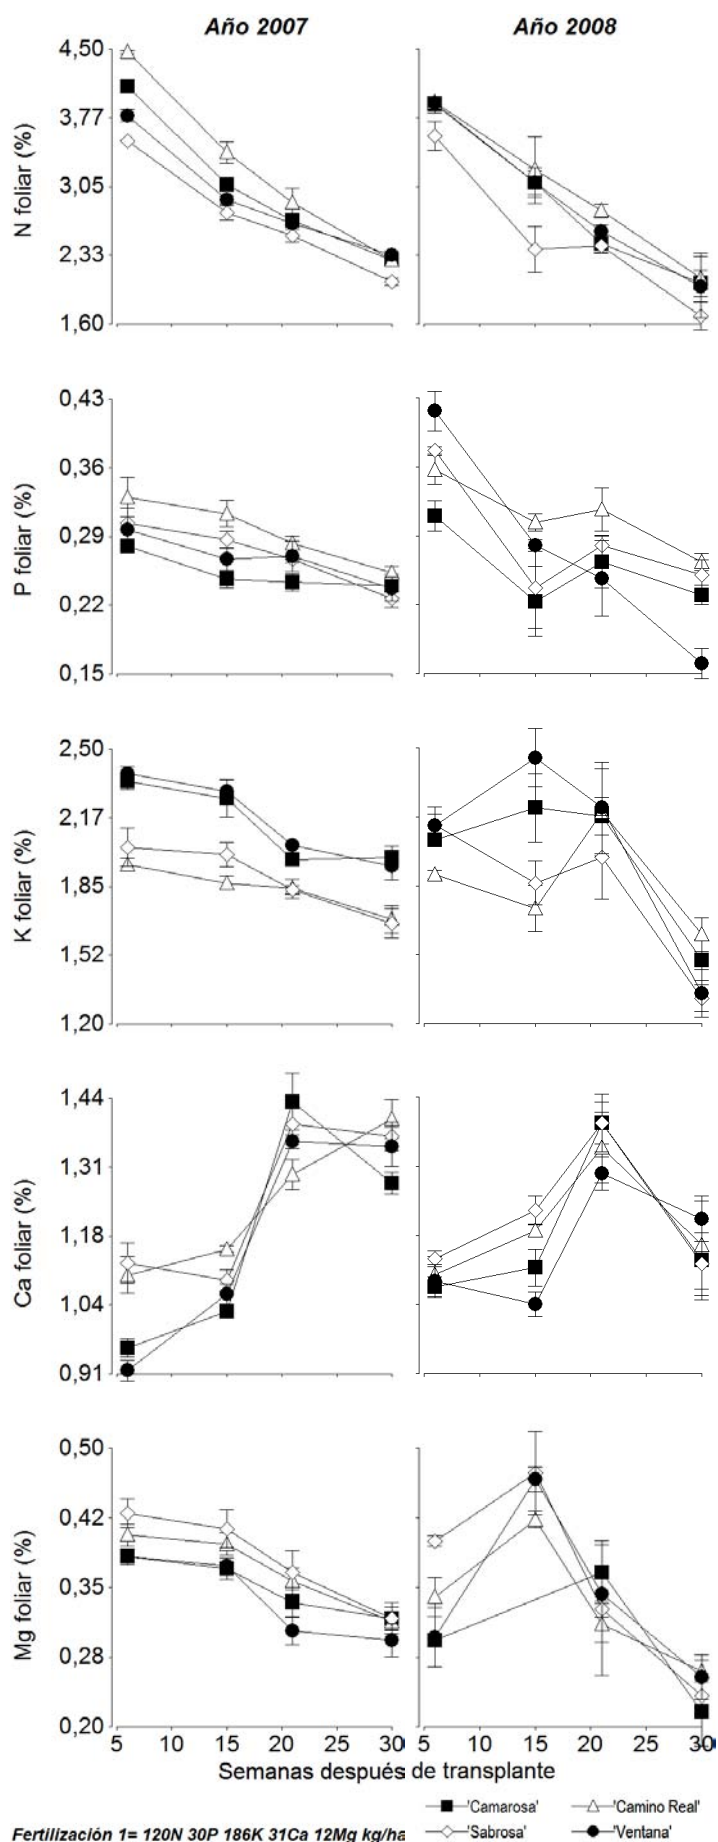 Año 2007 Año 2008
N foliar (%)
4,50
3,77
3,05
2,33
1,60
P foliar (%)
0,43
0,36
0,29
0,22
0,15
K foliar (%)
2,50
2,17
1,85
1,52
1,20
Ca foliar (%)
1,44
1,31
1,18
1,04
0,91
Mg foliar (%)
0,50
0,42
0,35
0,28
0,20
5 10 15 20 25 30 5 10 15 20 25 30
Semanas después de transplante
'Camarosa' 'Camino Real'
'Sabrosa' 'Ventana'
Fertilización 1= 120N 30P 186K 31Ca 12Mg kg/ha